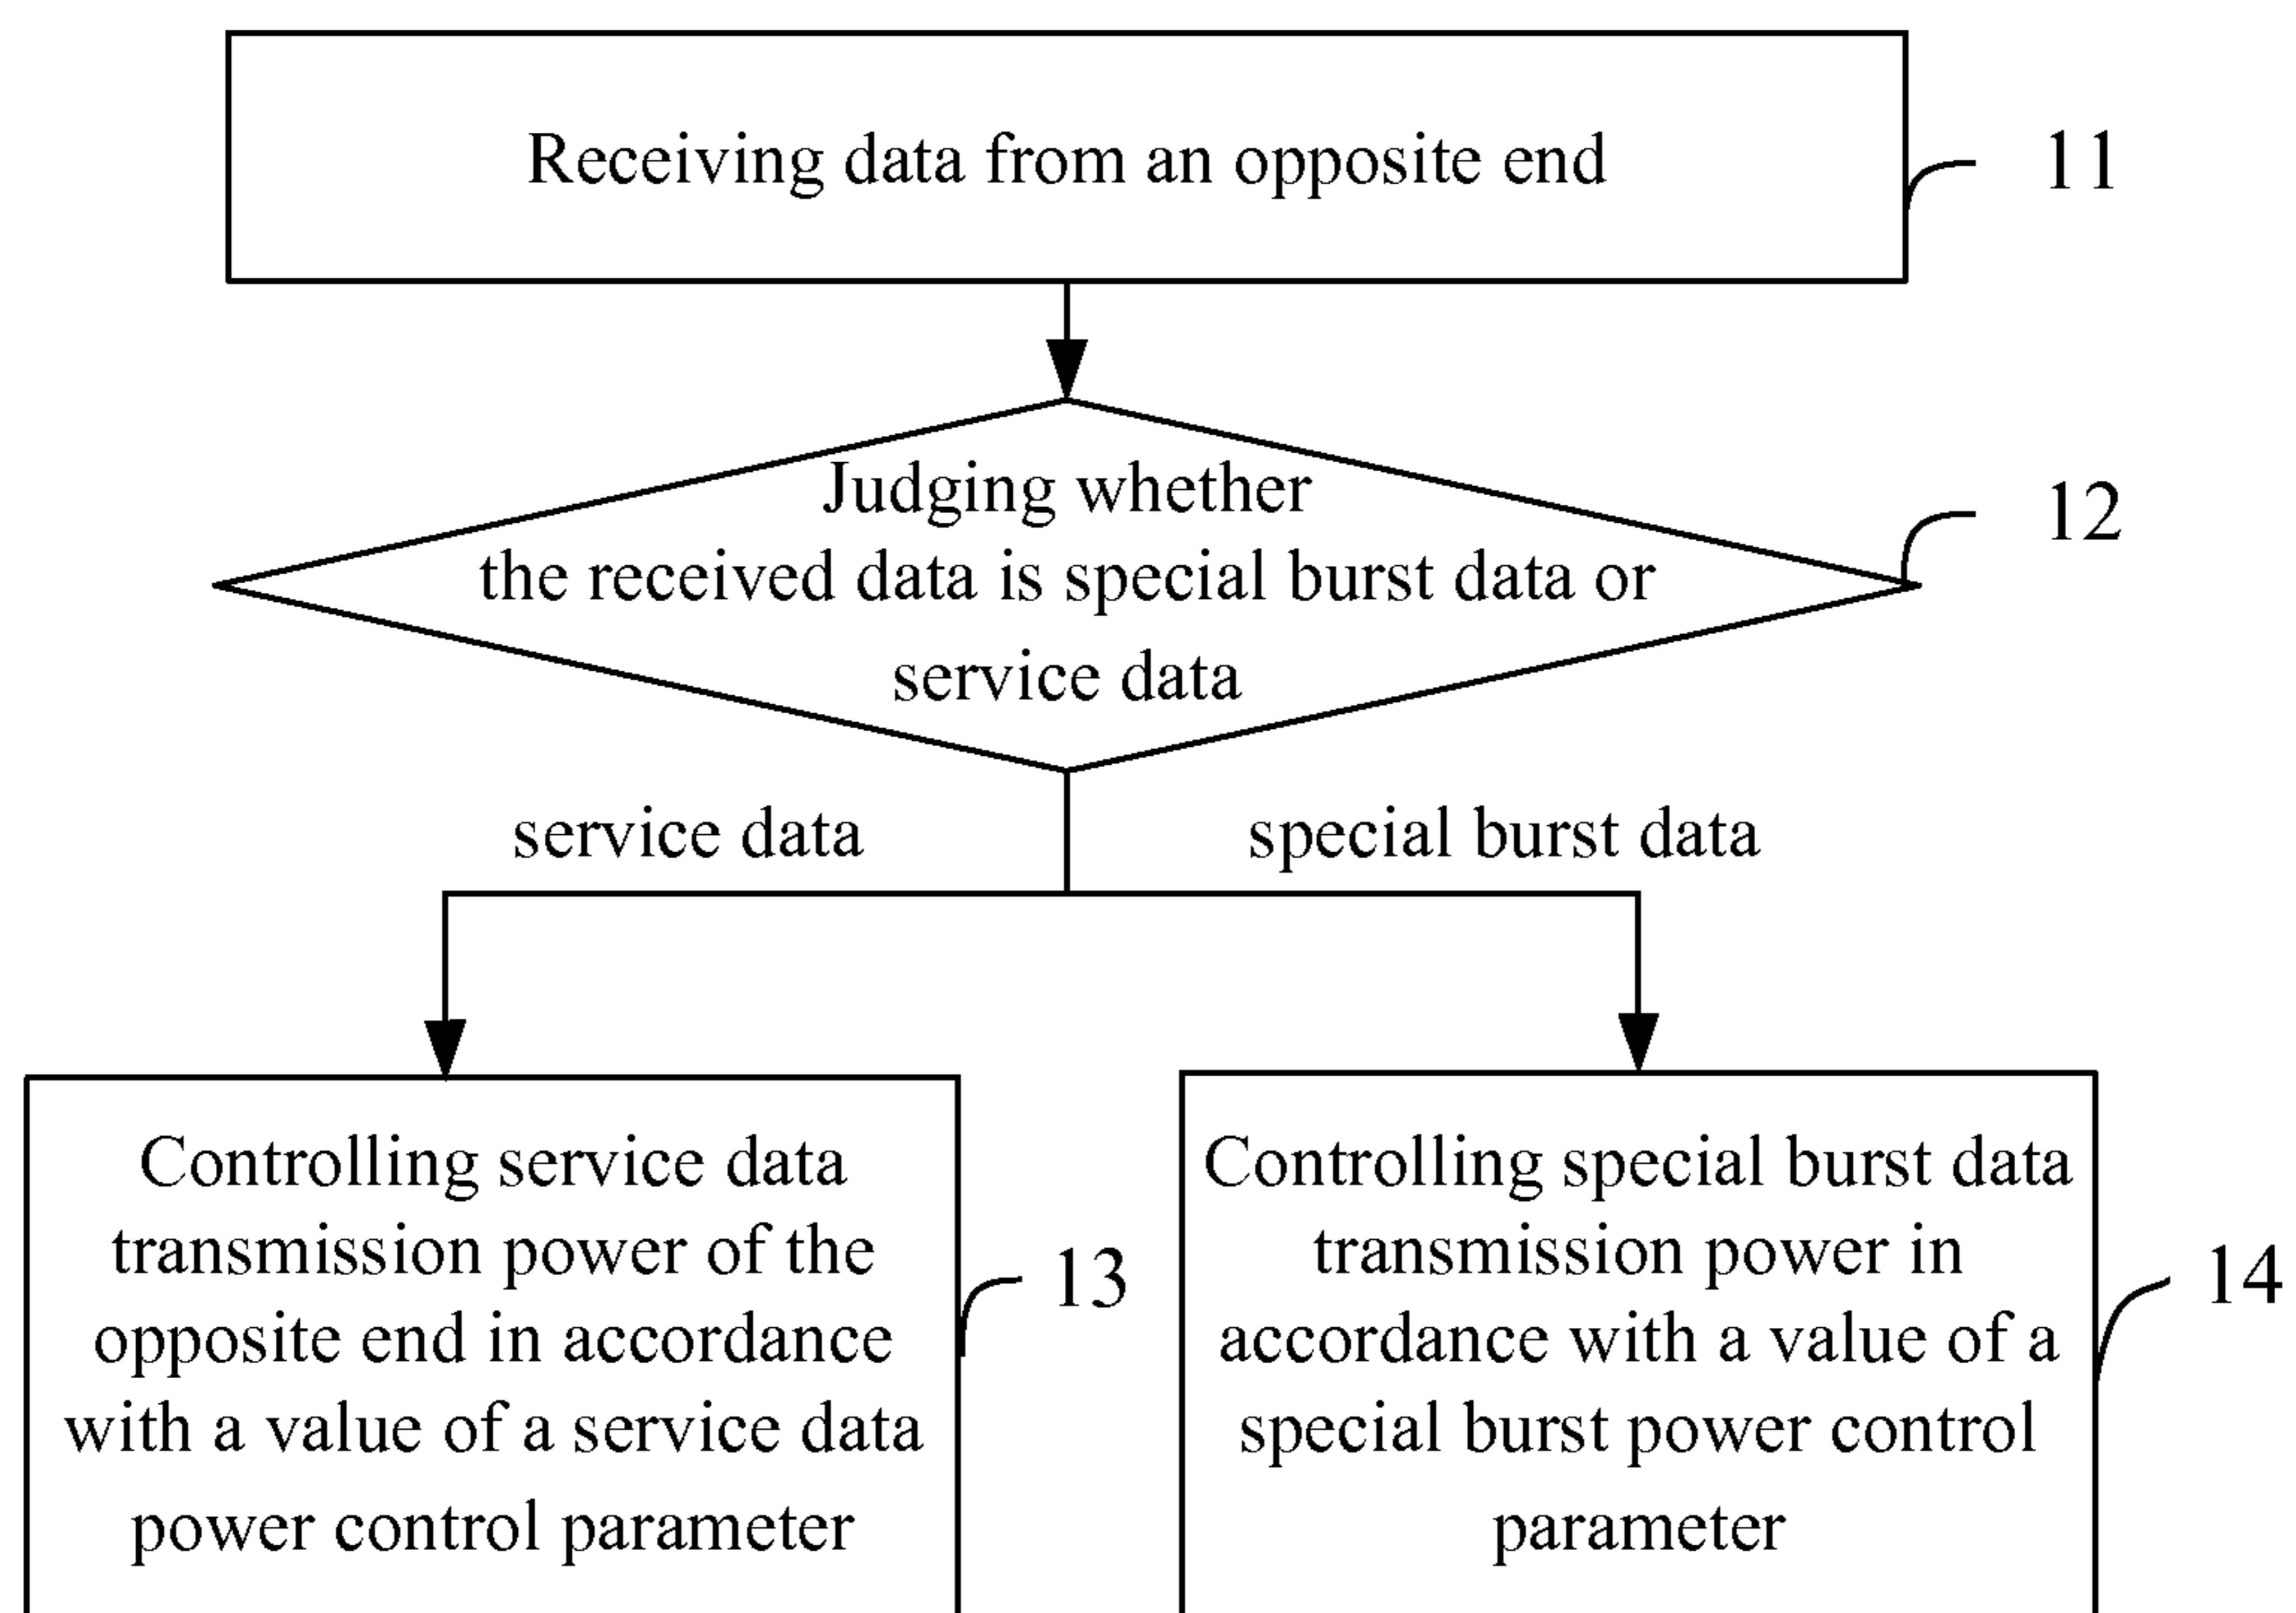 Receiving data from an opposite end
11
Judging whether
the received data is special burst data or
service data
12
service data
special burst data
Controlling service data
transmission power of the
opposite end in accordance
with a value of a service data
power control parameter
13
Controlling special burst data
transmission power in
accordance with a value of a
special burst power control
parameter
14